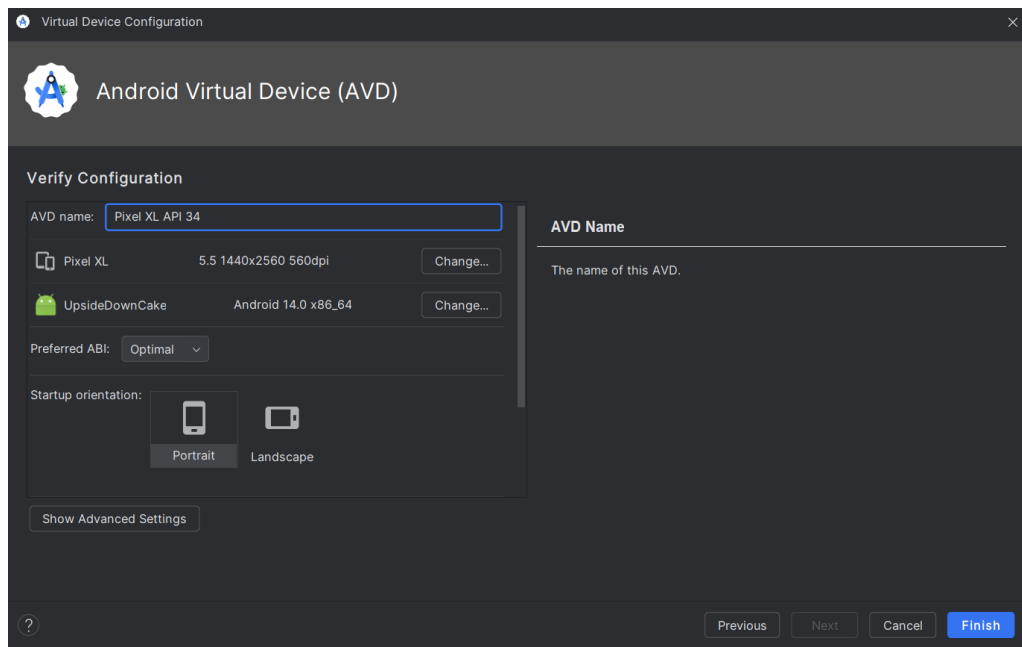 Virtual Device Configuration
Android Virtual Device (AVD)
Verify Configuration
AVD name: Pixel XL API 34
Pixel XL 5.5 1440x2560 560dpi Change...
UpsideDownCake Android 14.0 x86_64 Change...
Preferred ABI: Optimal
Startup orientation:
Portrait Landscape
Show Advanced Settings
AVD Name
The name of this AVD.
? Previous Next Cancel Finish